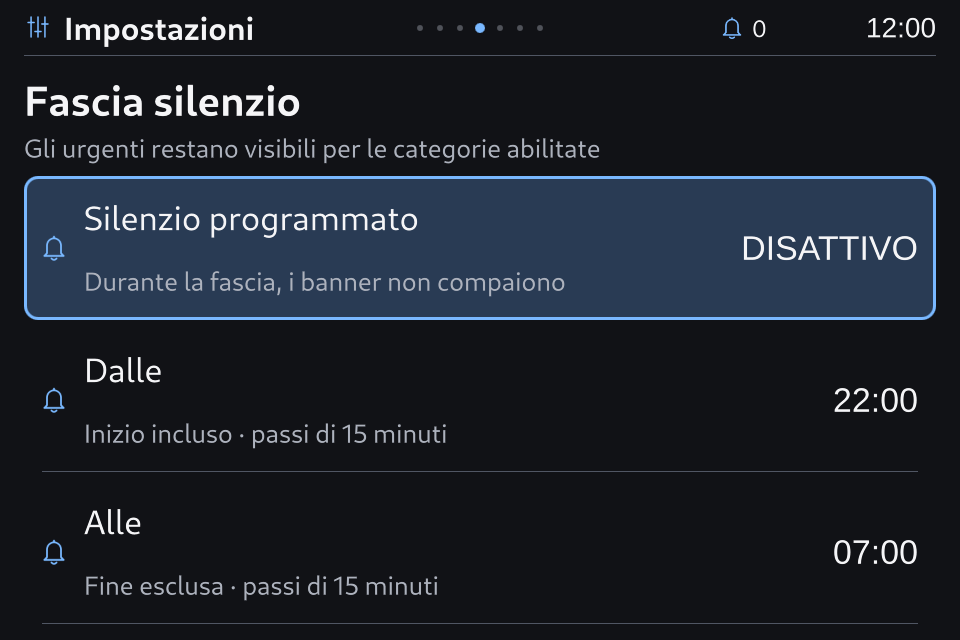 Impostazioni
0
12:00
Fascia silenzio
Gli urgenti restano visibili per le categorie abilitate
Silenzio programmato
DISATTIVO
Durante la fascia, i banner non compaiono
Dalle
22:00
Inizio incluso · passi di 15 minuti
Alle
07:00
Fine esclusa · passi di 15 minuti